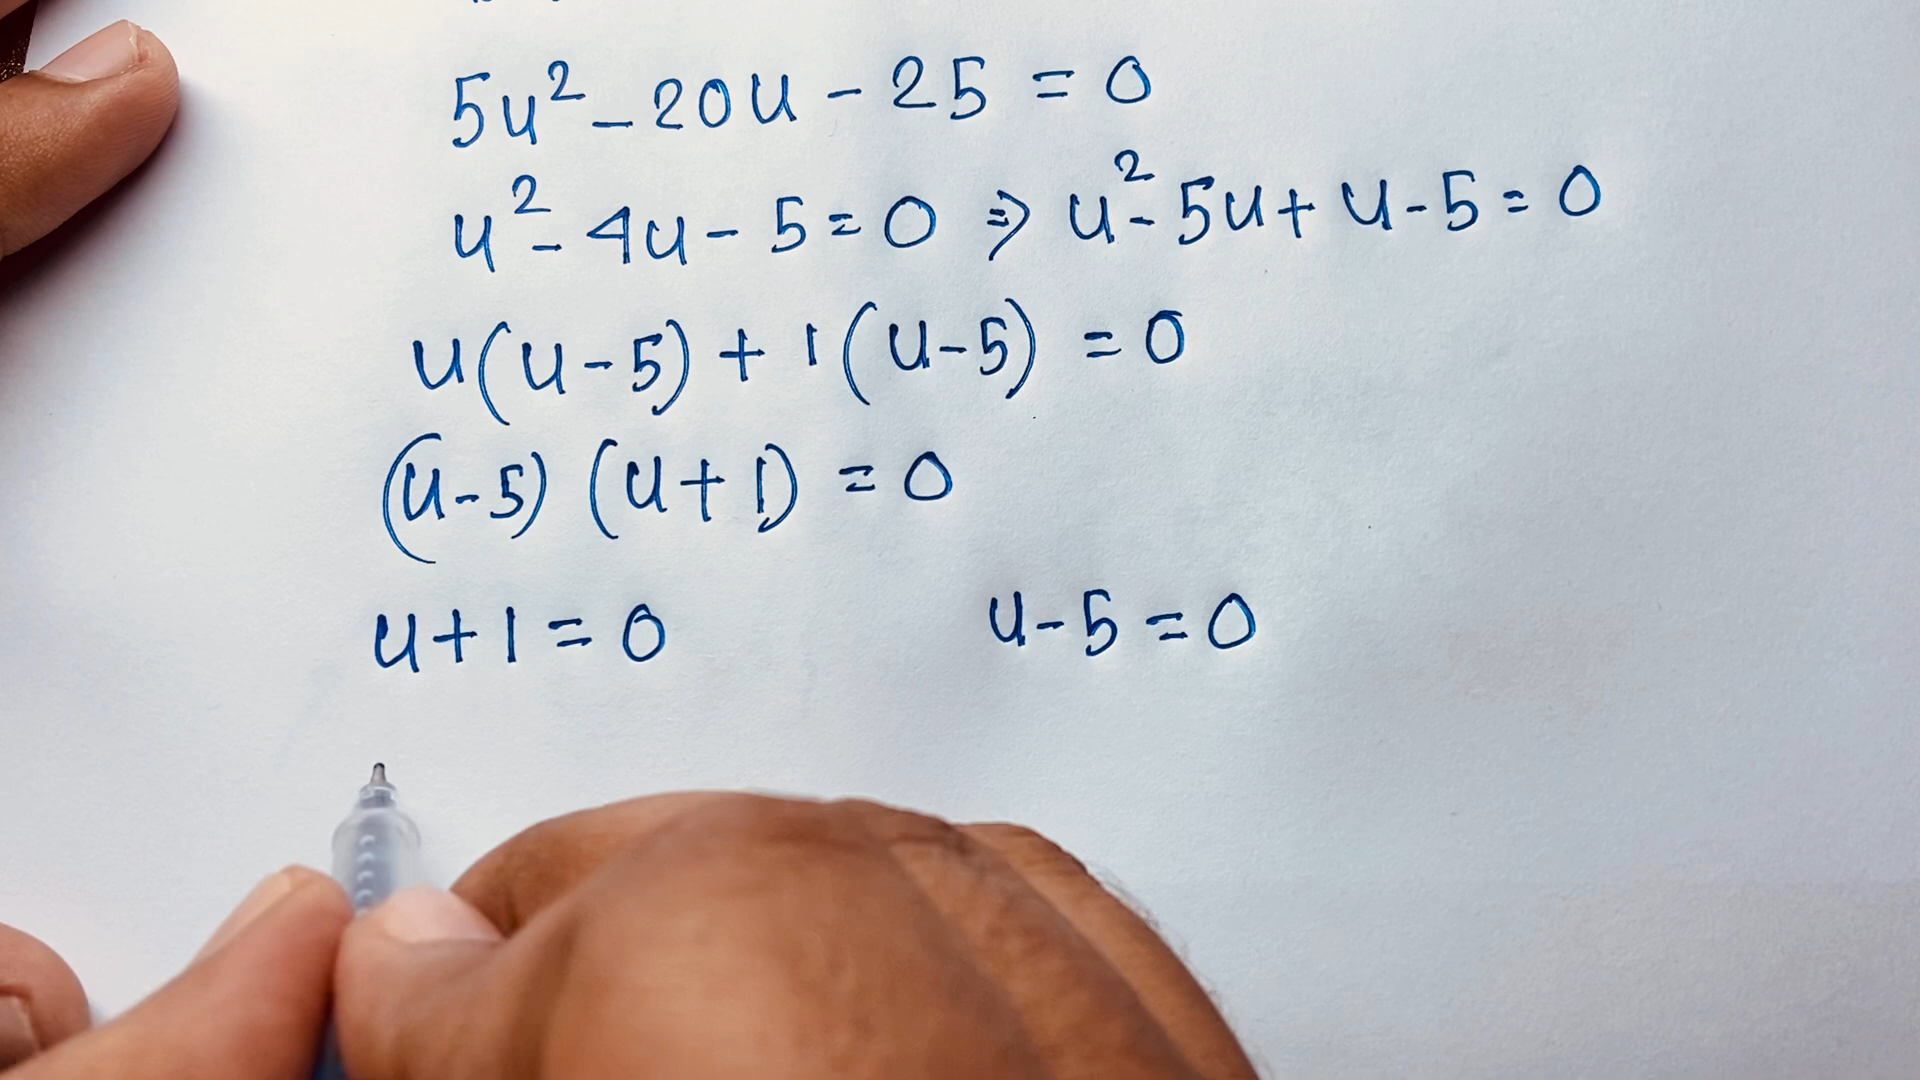 5u² - 20u - 25 = 0
u² - 4u - 5 = 0 ⇒ u² - 5u + u - 5 = 0
u(u - 5) + 1(u - 5) = 0
(u - 5) (u + 1) = 0
u + 1 = 0 u - 5 = 0